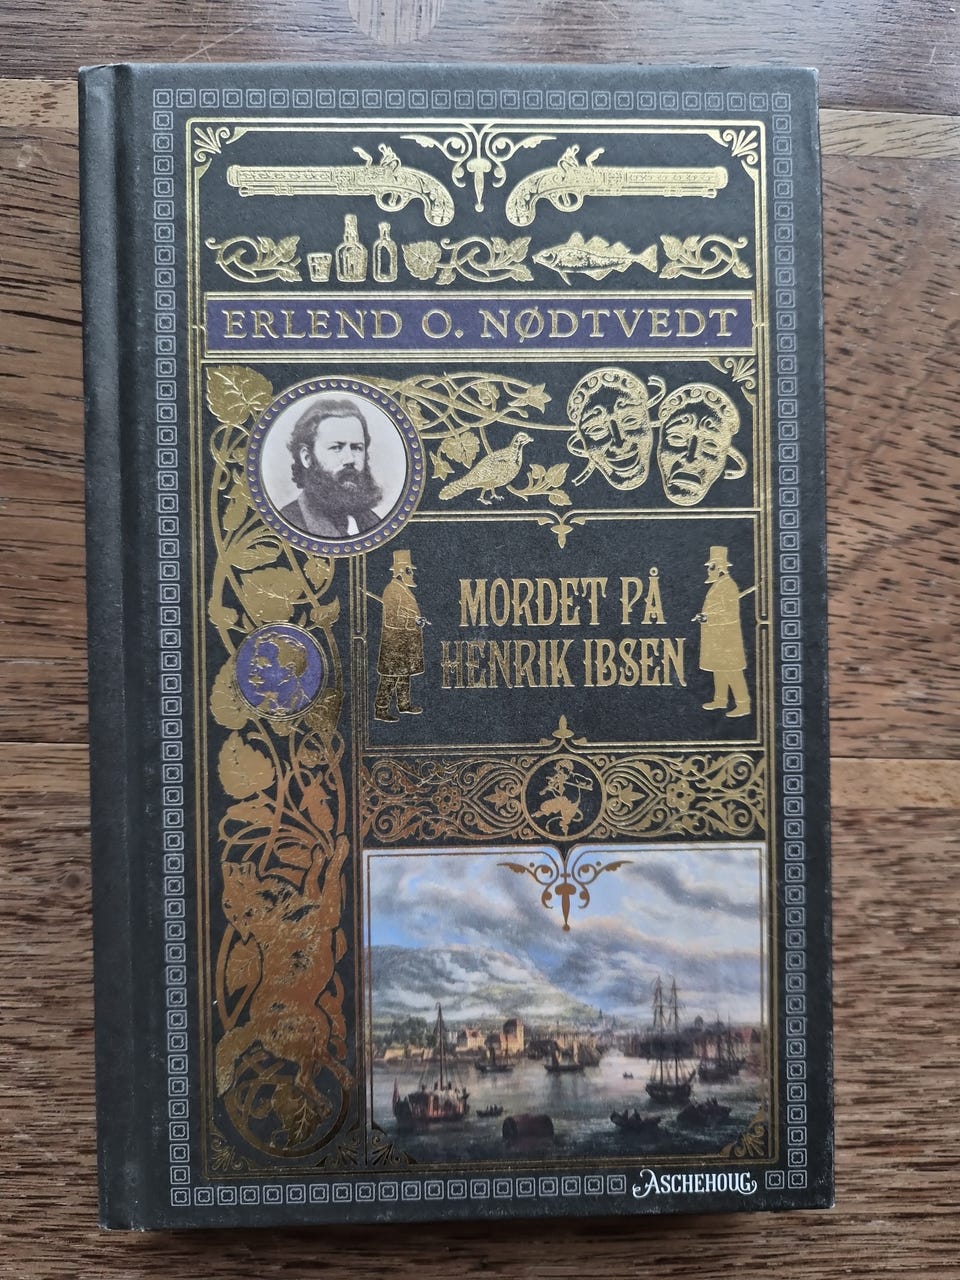 ERLEND O. NØDTVEDT
MORDET PÅ
HENRIK IBSEN
ASCHEHOUG